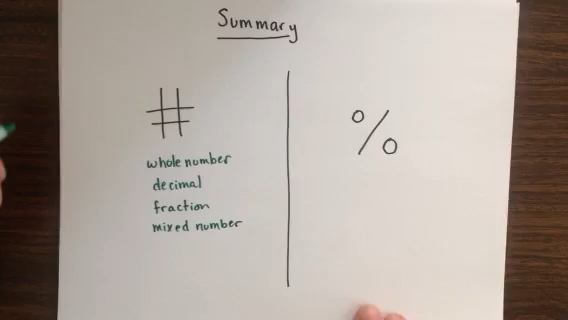 Summary
#
%
whole number
decimal
fraction
mixed number